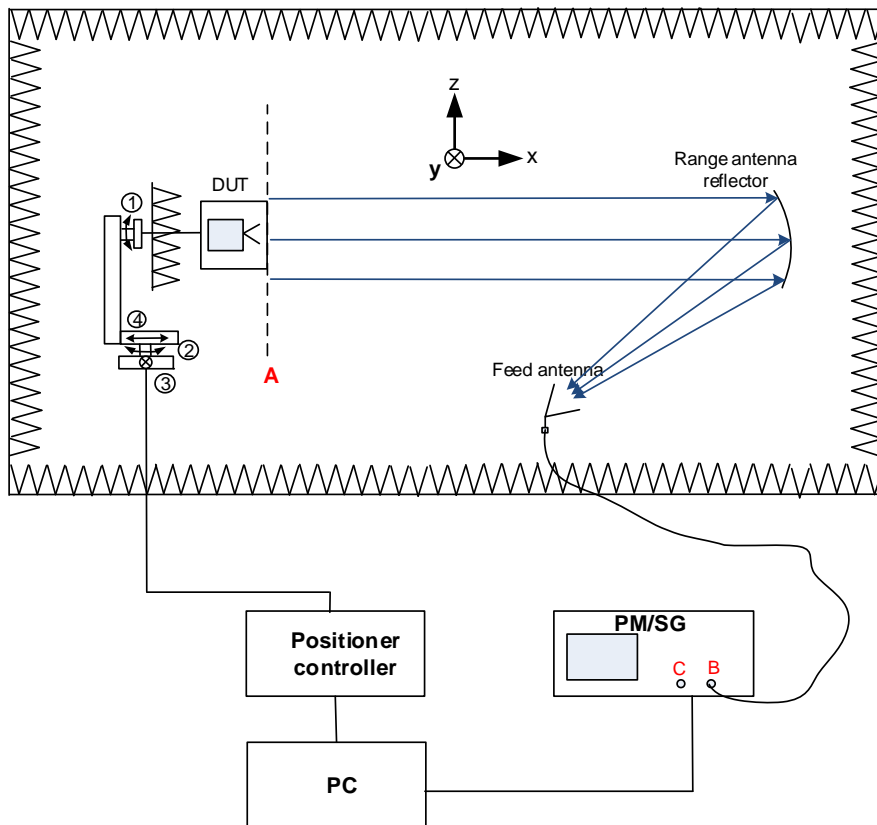 z
y
x
Range antenna
reflector
DUT
①
④
②
③
A
Feed antenna
Positioner
controller
PM/SG
C
B
PC